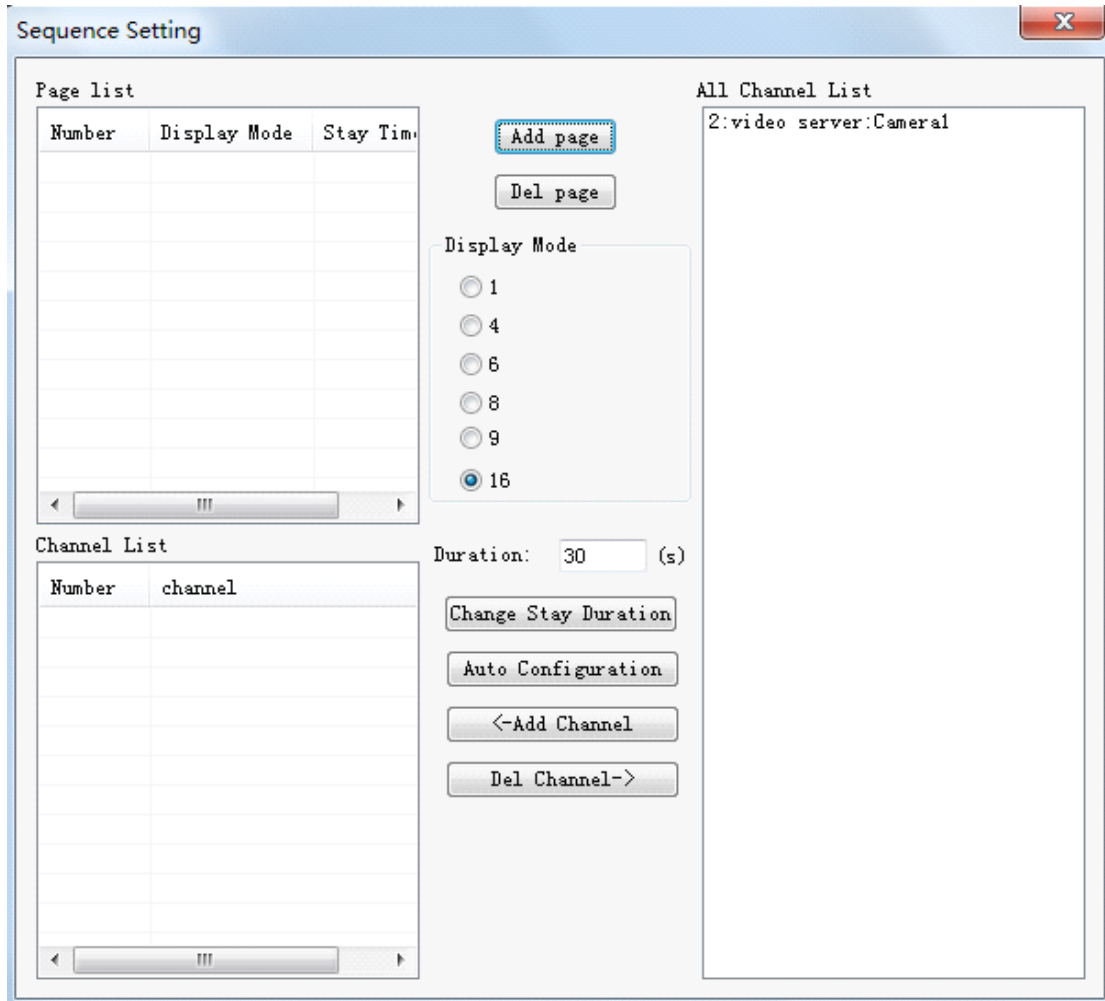 Sequence Setting
Page list
Number Display Mode Stay Tim
Add page
Del page
Display Mode
1
4
6
8
9
16
Channel List
Number channel
Duration: 30 (s)
Change Stay Duration
Auto Configuration
<-Add Channel
Del Channel->
All Channel List
2:video server:Camera1